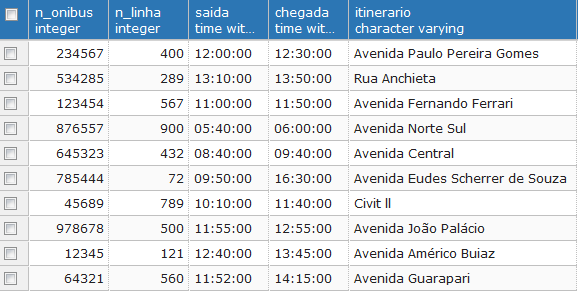 n_onibus n_linha saida chegada itinerario
integer integer time wit... time wit... character varying
234567 400 12:00:00 12:30:00 Avenida Paulo Pereira Gomes
534285 289 13:10:00 13:50:00 Rua Anchieta
123454 567 11:00:00 11:50:00 Avenida Fernando Ferrari
876557 900 05:40:00 06:00:00 Avenida Norte Sul
645323 432 08:40:00 09:40:00 Avenida Central
785444 72 09:50:00 16:30:00 Avenida Eudes Scherrer de Souza
45689 789 10:10:00 11:40:00 Civit ll
978678 500 11:55:00 12:55:00 Avenida João Palácio
12345 121 12:40:00 13:45:00 Avenida Américo Buiaz
64321 560 11:52:00 14:15:00 Avenida Guarapari